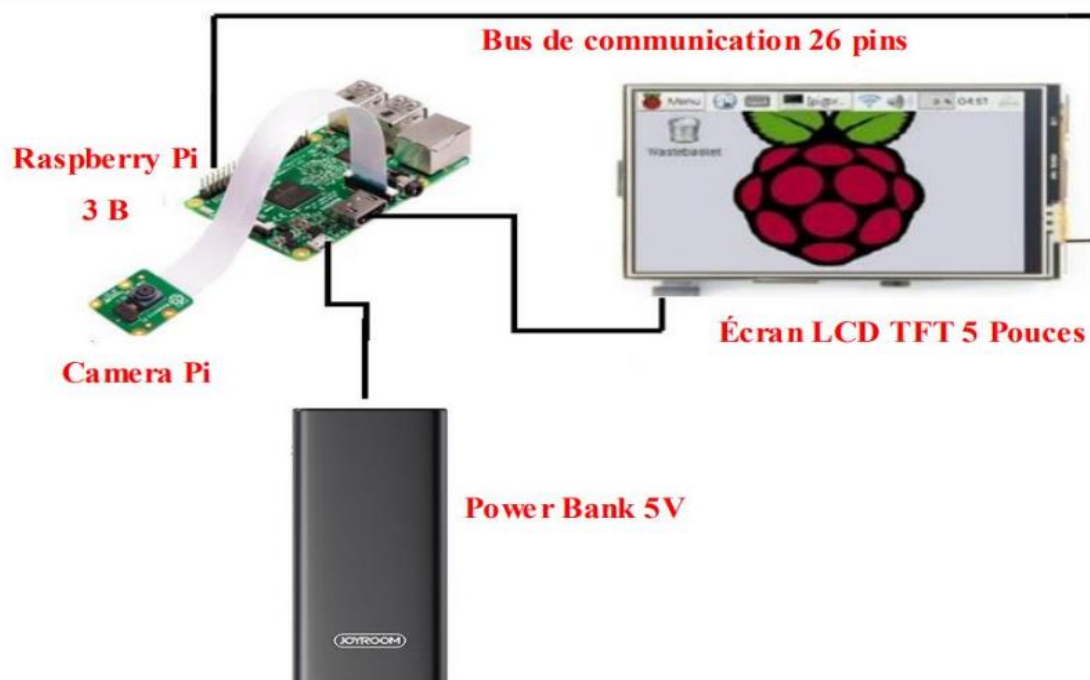 Bus de communication 26 pins
Menu
04:51
Wastebasket
Raspberry Pi
3 B
Écran LCD TFT 5 Pouces
Camera Pi
Power Bank 5V
JOYROOM